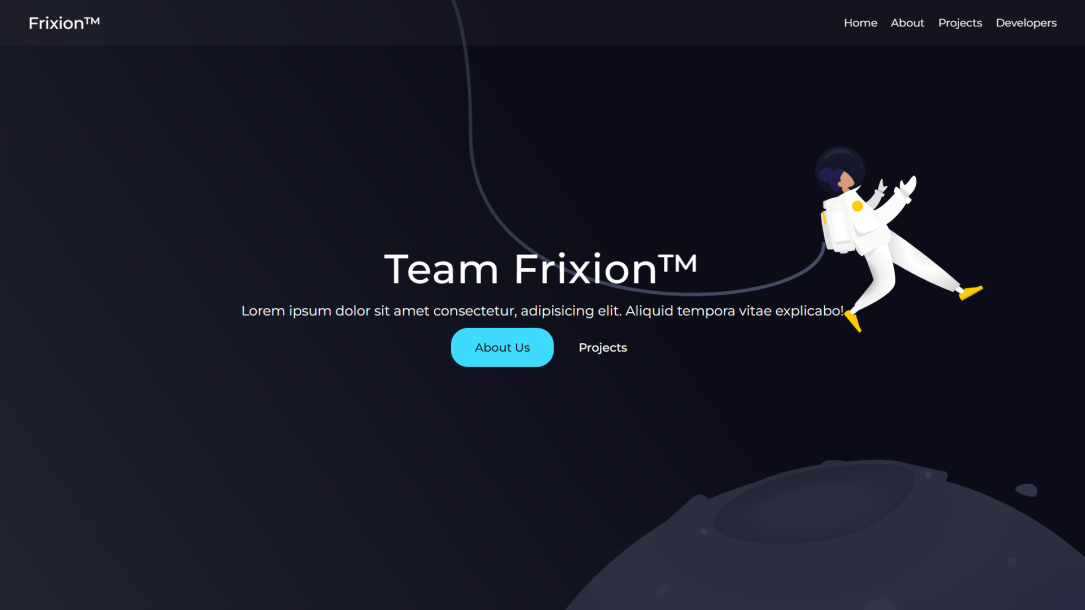 Frixion™
Home About Projects Developers
Team Frixion™
Lorem ipsum dolor sit amet consectetur, adipisicing elit. Aliquid tempora vitae explicabo!
About Us Projects